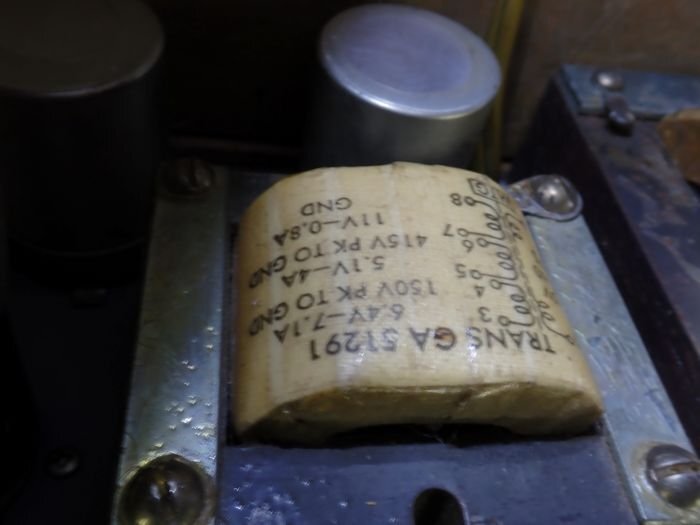 TRANS GA 51291
3
6.4V—7.1A
4
150V PK TO GND
5
5.1V—4A
6
415V PK TO GND
7
11V—0.8A
8
GND